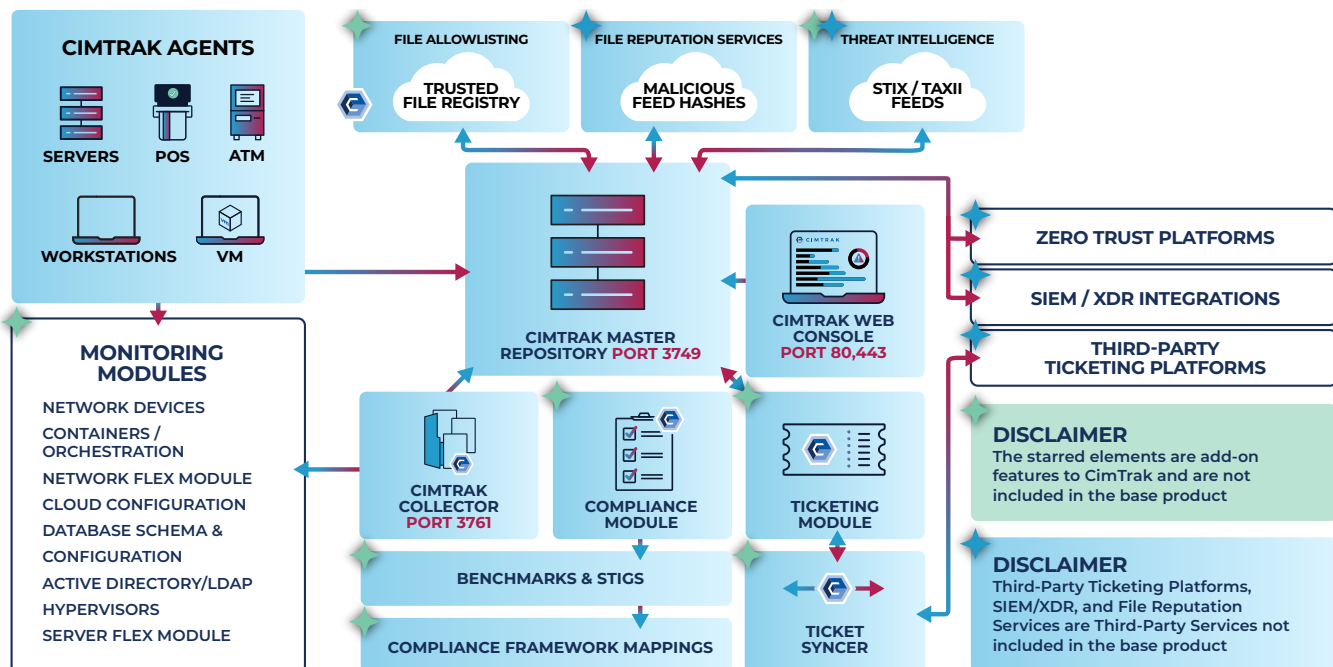 CIMTRAK AGENTS
SERVERS
POS
ATM
WORKSTATIONS
VM
FILE ALLOWLISTING
TRUSTED
FILE REGISTRY
FILE REPUTATION SERVICES
MALICIOUS
FEED HASHES
THREAT INTELLIGENCE
STIX / TAXII
FEEDS
CIMTRAK MASTER
REPOSITORY PORT 3749
CIMTRAK
CIMTRAK WEB
CONSOLE
PORT 80,443
ZERO TRUST PLATFORMS
SIEM / XDR INTEGRATIONS
THIRD-PARTY
TICKETING PLATFORMS
MONITORING
MODULES
NETWORK DEVICES
CONTAINERS /
ORCHESTRATION
NETWORK FLEX MODULE
CLOUD CONFIGURATION
DATABASE SCHEMA &
CONFIGURATION
ACTIVE DIRECTORY/LDAP
HYPERVISORS
SERVER FLEX MODULE
CIMTRAK
COLLECTOR
PORT 3761
COMPLIANCE
MODULE
TICKETING
MODULE
BENCHMARKS & STIGS
COMPLIANCE FRAMEWORK MAPPINGS
TICKET
SYNCER
DISCLAIMER
The starred elements are add-on
features to CimTrak and are not
included in the base product
DISCLAIMER
Third-Party Ticketing Platforms,
SIEM/XDR, and File Reputation
Services are Third-Party Services not
included in the base product